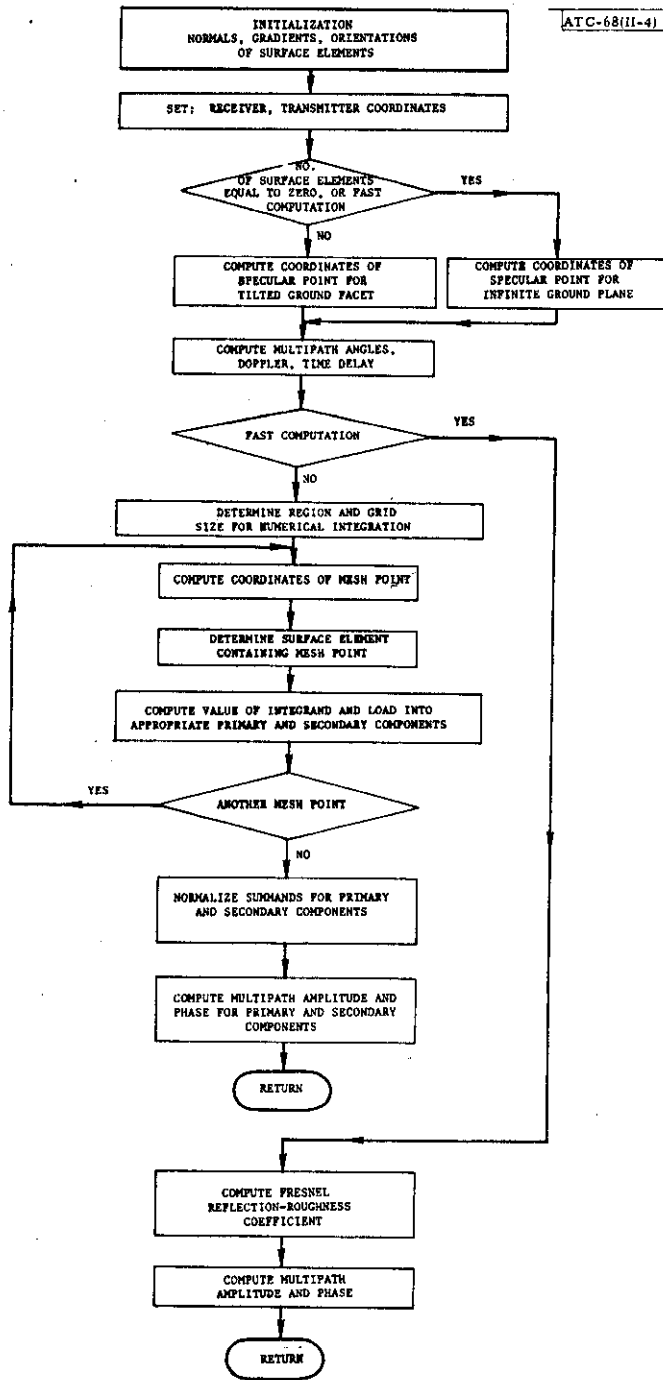 ATC-68(II-4)
INITIALIZATION
NORMALS, GRADIENTS, ORIENTATIONS
OF SURFACE ELEMENTS
SET: RECEIVER, TRANSMITTER COORDINATES
NO.
OF SURFACE ELEMENTS
EQUAL TO ZERO, OR FAST
COMPUTATION
YES
NO
COMPUTE COORDINATES OF
SPECULAR POINT FOR
TILTED GROUND FACET
COMPUTE COORDINATES OF
SPECULAR POINT FOR
INFINITE GROUND PLANE
COMPUTE MULTIPATH ANGLES,
DOPPLER, TIME DELAY
FAST COMPUTATION
YES
NO
DETERMINE REGION AND GRID
SIZE FOR NUMERICAL INTEGRATION
COMPUTE COORDINATES OF MESH POINT
DETERMINE SURFACE ELEMENT
CONTAINING MESH POINT
COMPUTE VALUE OF INTEGRAND AND LOAD INTO
APPROPRIATE PRIMARY AND SECONDARY COMPONENTS
YES
ANOTHER MESH POINT
NO
NORMALIZE SUMMANDS FOR PRIMARY
AND SECONDARY COMPONENTS
COMPUTE MULTIPATH AMPLITUDE AND
PHASE FOR PRIMARY AND SECONDARY
COMPONENTS
RETURN
COMPUTE FRESNEL
REFLECTION-ROUGHNESS
COEFFICIENT
COMPUTE MULTIPATH
AMPLITUDE AND PHASE
RETURN